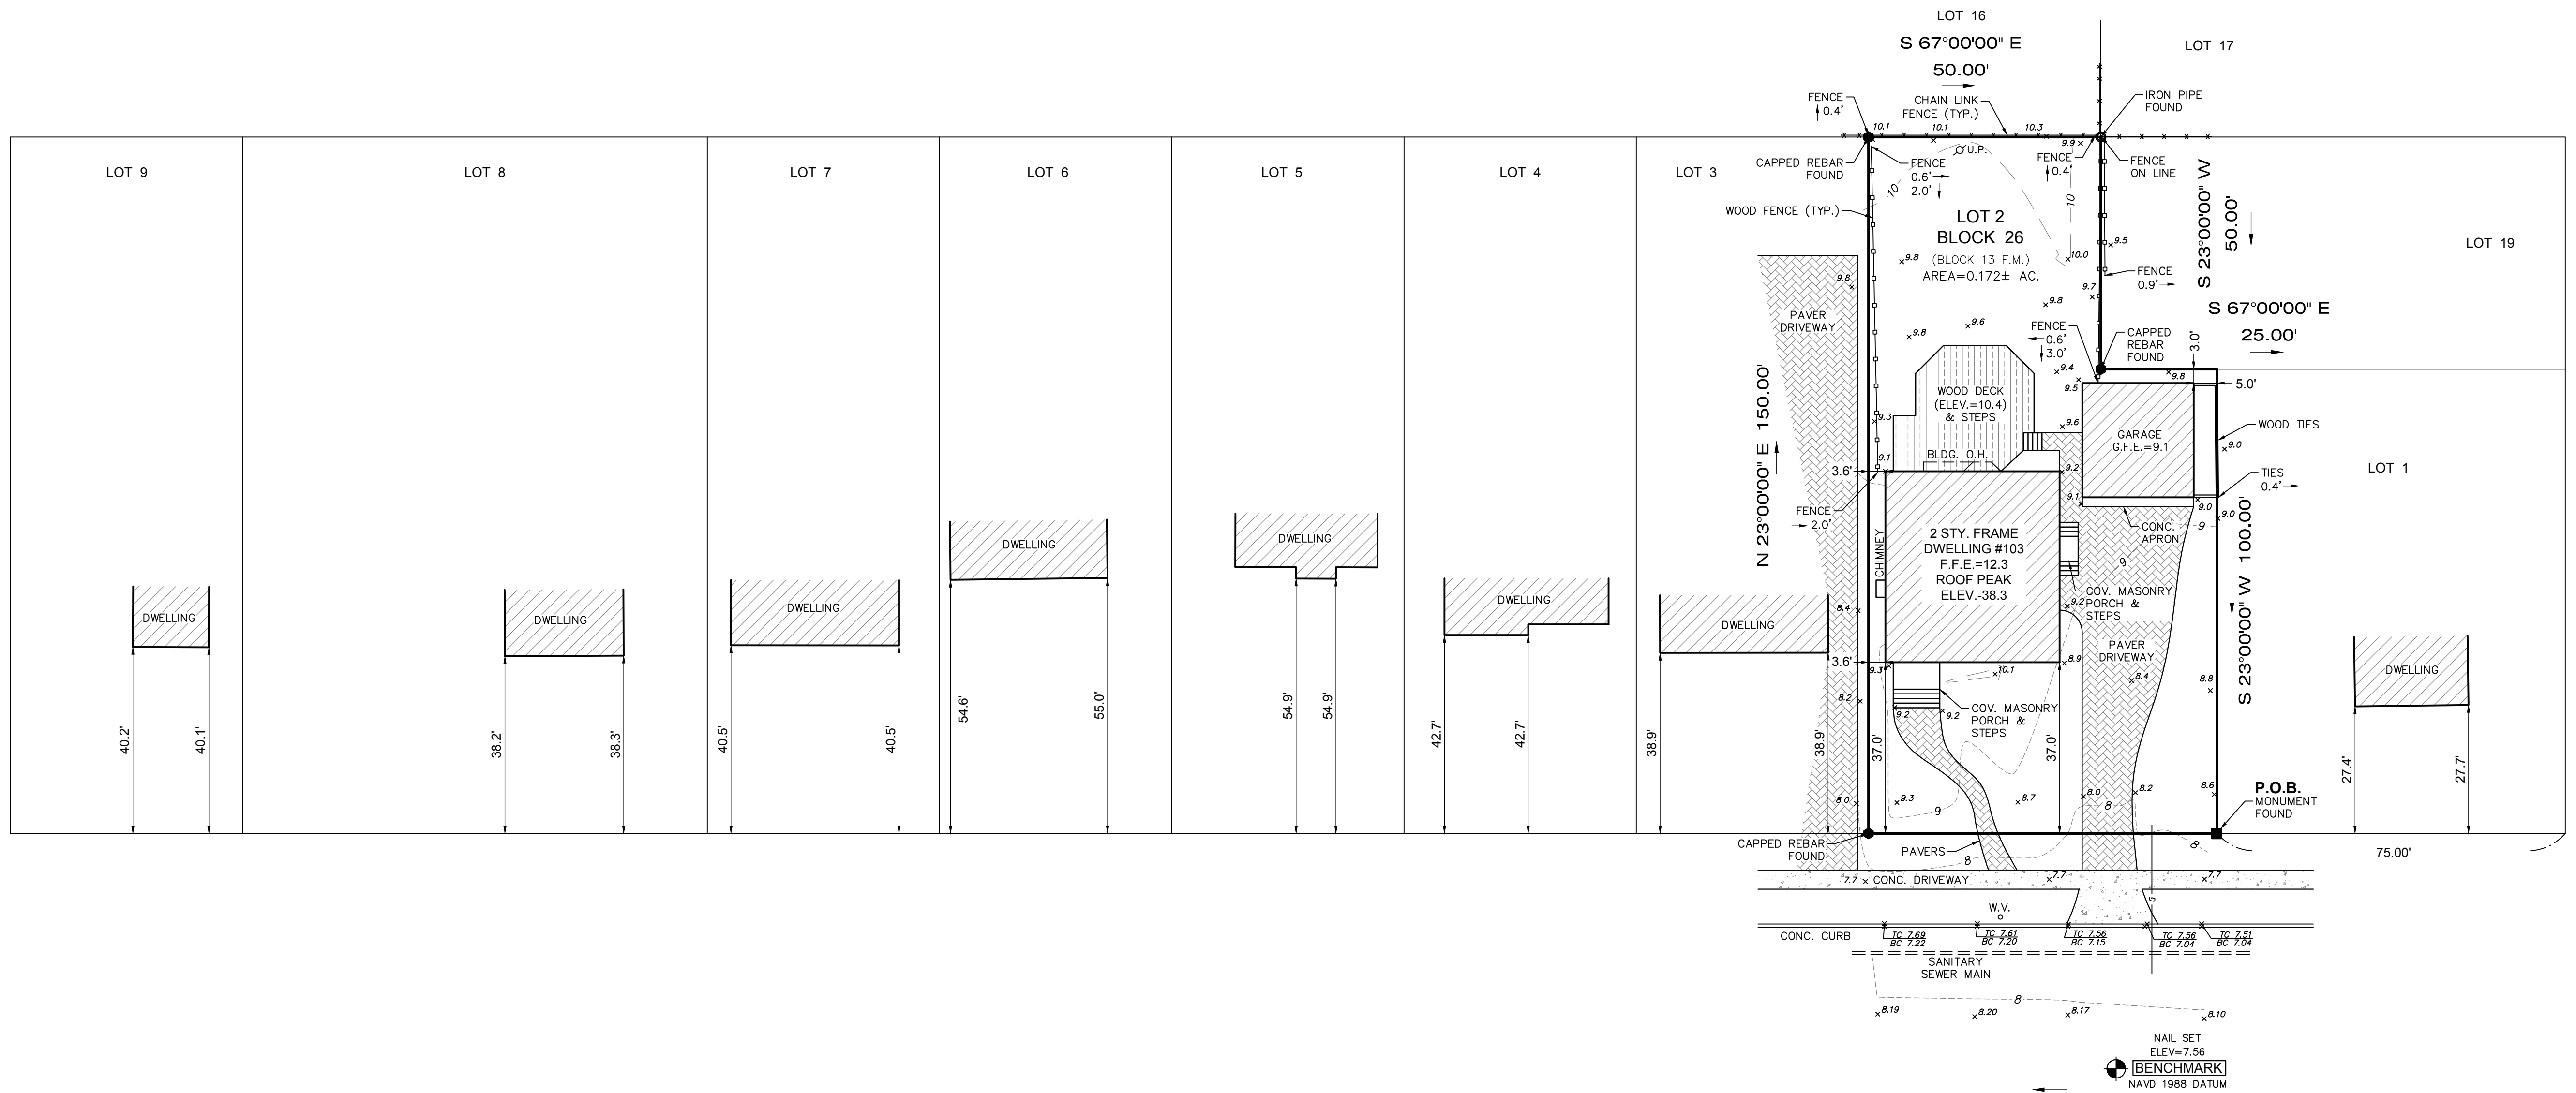 LOT 16
S 67°00'00" E
50.00'
LOT 17
FENCE
0.4'
CHAIN LINK
FENCE (TYP.)
IRON PIPE
FOUND
10.1
10.1
10.3
9.9
U.P.
LOT 9
LOT 8
LOT 7
LOT 6
LOT 5
LOT 4
LOT 3
CAPPED REBAR
FOUND
FENCE
0.6'
2.0'
FENCE
0.4'
FENCE
ON LINE
10
10
WOOD FENCE (TYP.)
LOT 2
BLOCK 26
(BLOCK 13 F.M.)
AREA=0.172± AC.
S 23°00'00" W
50.00'
LOT 19
9.5
9.8
10.0
9.8
FENCE
0.9'
9.7
9.8
S 67°00'00" E
25.00'
PAVER
DRIVEWAY
9.6
9.8
FENCE
0.6'
3.0'
CAPPED
REBAR
FOUND
3.0'
9.4
9.5
9.8
5.0'
WOOD DECK
(ELEV.=10.4)
& STEPS
9.3
9.6
GARAGE
G.F.E.=9.1
WOOD TIES
9.0
N 23°00'00" E 150.00'
9.1
BLDG. O.H.
3.6'
9.2
LOT 1
TIES
0.4'
9.1
9.0
9.0
FENCE
2.0'
9
CONC.
APRON
9
2 STY. FRAME
DWELLING #103
F.F.E.=12.3
ROOF PEAK
ELEV.-38.3
CHIMNEY
S 23°00'00" W 100.00'
DWELLING
DWELLING
DWELLING
DWELLING
DWELLING
DWELLING
DWELLING
DWELLING
8.4
9.2
COV. MASONRY
PORCH &
STEPS
PAVER
DRIVEWAY
3.6'
9.3
10.1
8.9
8.4
8.8
8.2
9.2
9.2
COV. MASONRY
PORCH &
STEPS
40.2'
40.1'
38.2'
38.3'
40.5'
40.5'
54.6'
55.0'
54.9'
54.9'
42.7'
42.7'
38.9'
38.9'
37.0'
37.0'
27.4'
27.7'
8.0
9.3
9
8.7
8.0
8
8.2
8.6
P.O.B.
MONUMENT
FOUND
CAPPED REBAR
FOUND
PAVERS
8
8
75.00'
7.7
CONC. DRIVEWAY
7.7
7.7
W.V.
G
CONC. CURB
TC 7.69
BC 7.22
TC 7.61
BC 7.20
TC 7.56
BC 7.15
TC 7.56
BC 7.04
TC 7.51
BC 7.04
SANITARY
SEWER MAIN
8
8.19
8.20
8.17
8.10
NAIL SET
ELEV=7.56
BENCHMARK
NAVD 1988 DATUM